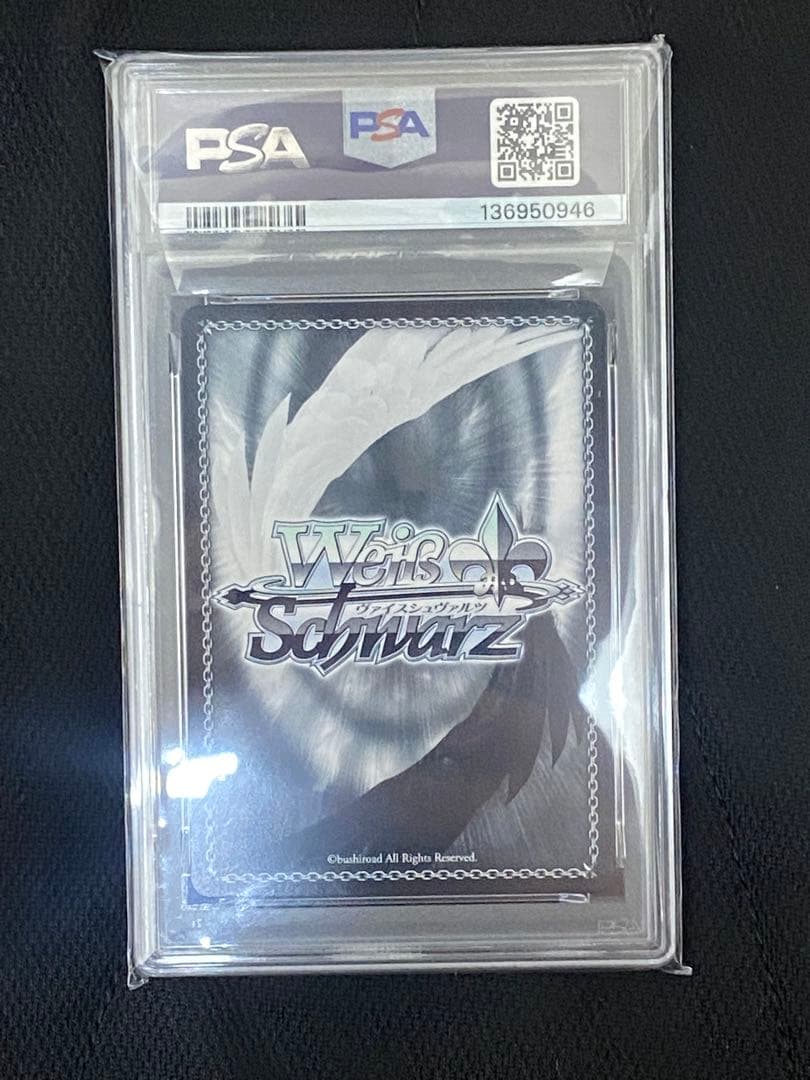 PSA
PSA
136950946
Weiß
ヴァイスシュヴァルツ
Schwarz
©bushiroad All Rights Reserved.
PSA